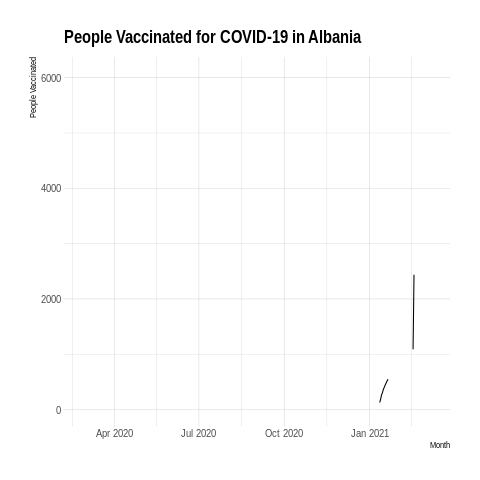 People Vaccinated for COVID-19 in Albania
People Vaccinated
6000
4000
2000
0
Apr 2020
Jul 2020
Oct 2020
Jan 2021
Month